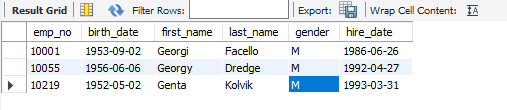 Result Grid Filter Rows: Export: Wrap Cell Content: IA
emp_no birth_date first_name last_name gender hire_date
10001 1953-09-02 Georgi Facello M 1986-06-26
10055 1956-06-06 Georgy Dredge M 1992-04-27
10219 1952-05-02 Genta Kolvik M 1993-03-31